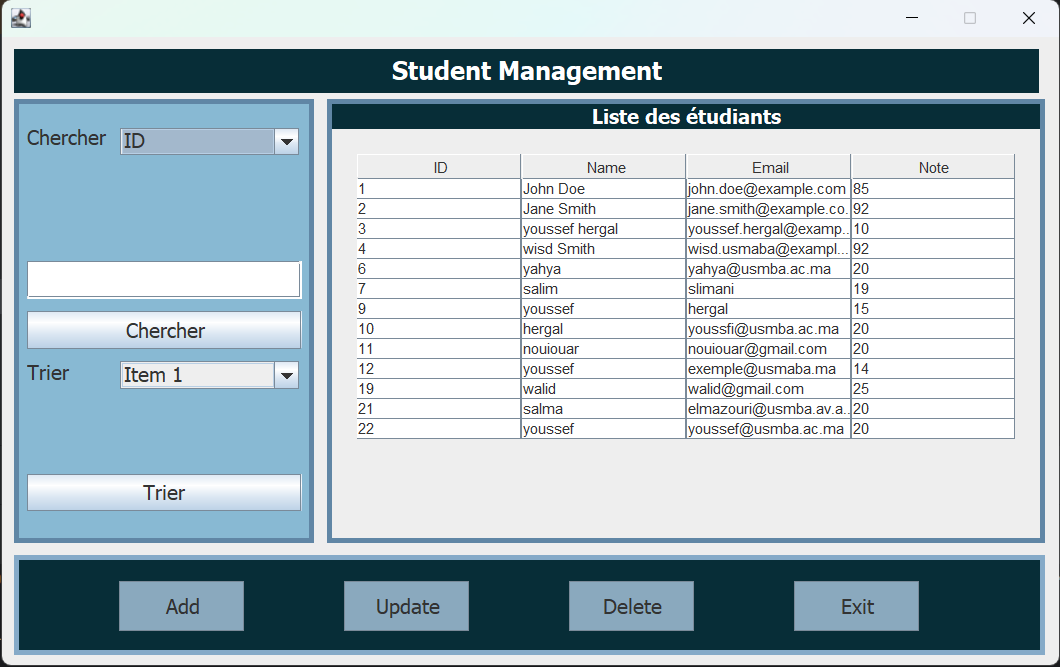 Student Management
Chercher ID
Chercher
Trier Item 1
Trier
Liste des étudiants
ID Name Email Note
1 John Doe john.doe@example.com 85
2 Jane Smith jane.smith@example.co. 92
3 youssef hergal youssef.hergal@examp... 10
4 wisd Smith wisd.usmaba@exampl... 92
6 yahya yahya@usmba.ac.ma 20
7 salim slimani 19
9 youssef hergal 15
10 hergal youssfi@usmba.ac.ma 20
11 nouiouar nouiouar@gmail.com 20
12 youssef exemple@usmaba.ma 14
19 walid walid@gmail.com 25
21 salma elmazouri@usmba.av.a... 20
22 youssef youssef@usmba.ac.ma 20
Add Update Delete Exit